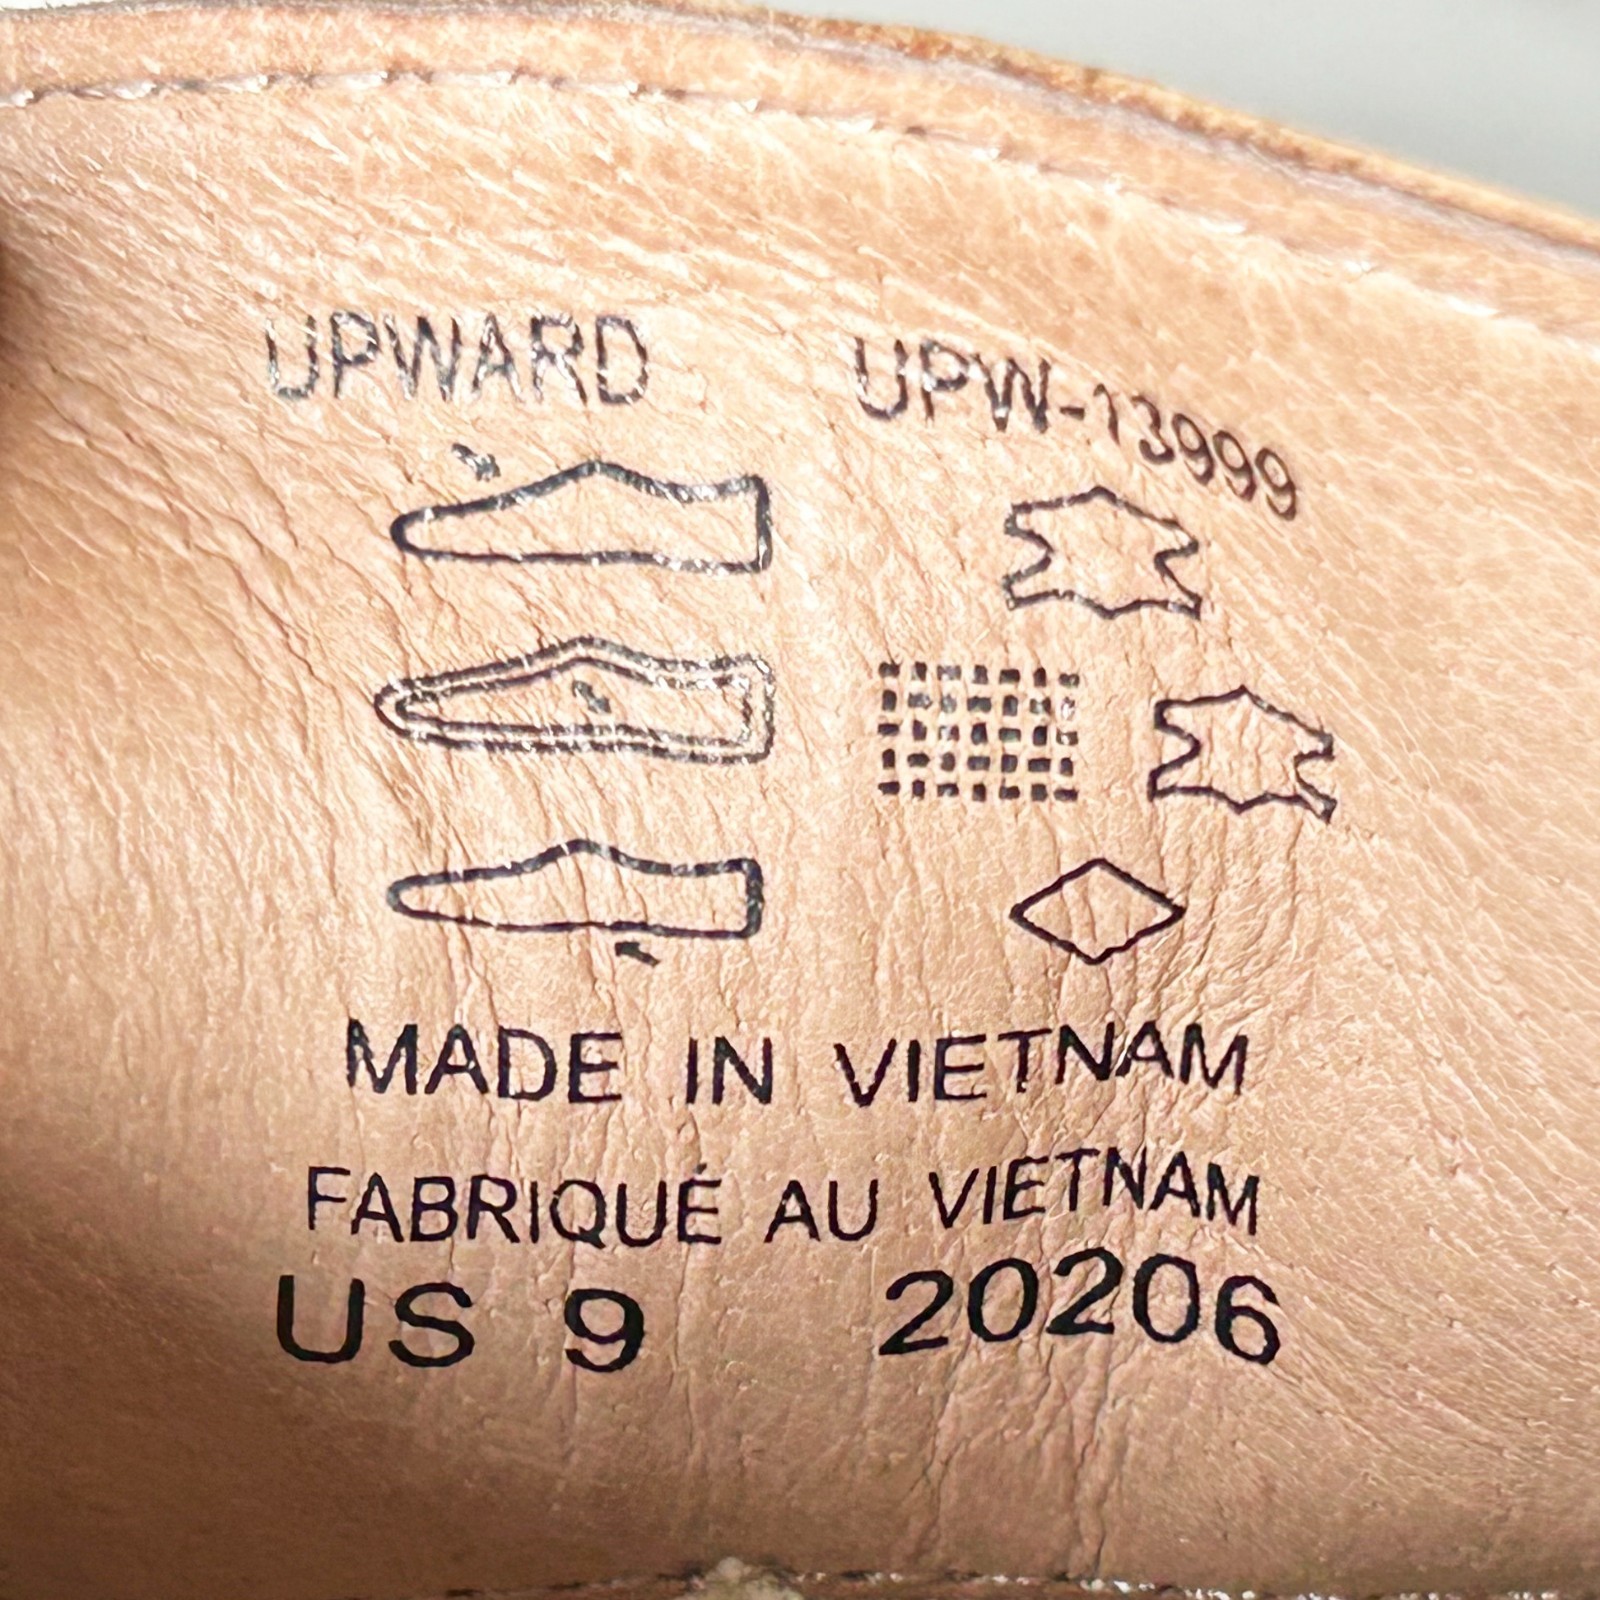 UPWARD UPW-13999
MADE IN VIETNAM
FABRIQUÉ AU VIETNAM
US 9 20206